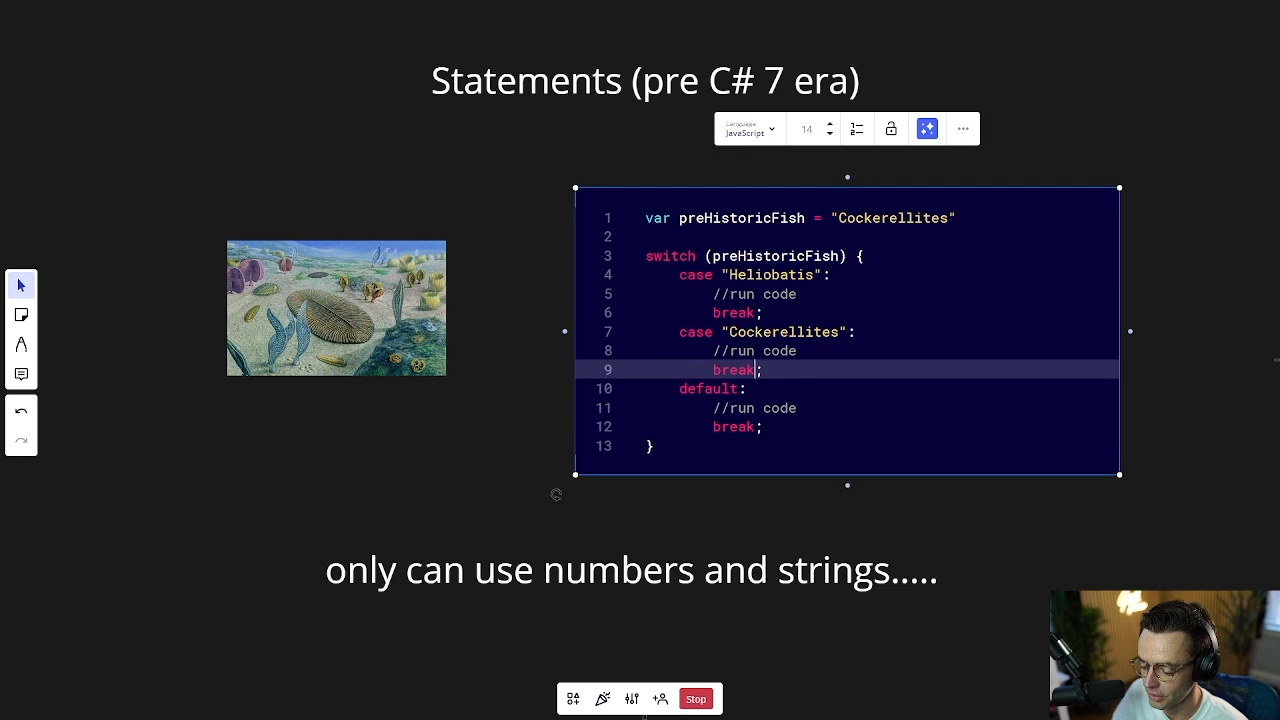 Statements (pre C# 7 era)
Language
JavaScript
14
1 var preHistoricFish = "Cockerellites"
2
3 switch (preHistoricFish) {
4 case "Heliobatis":
5 //run code
6 break;
7 case "Cockerellites":
8 //run code
9 break;
10 default:
11 //run code
12 break;
13 }
only can use numbers and strings.....
Stop